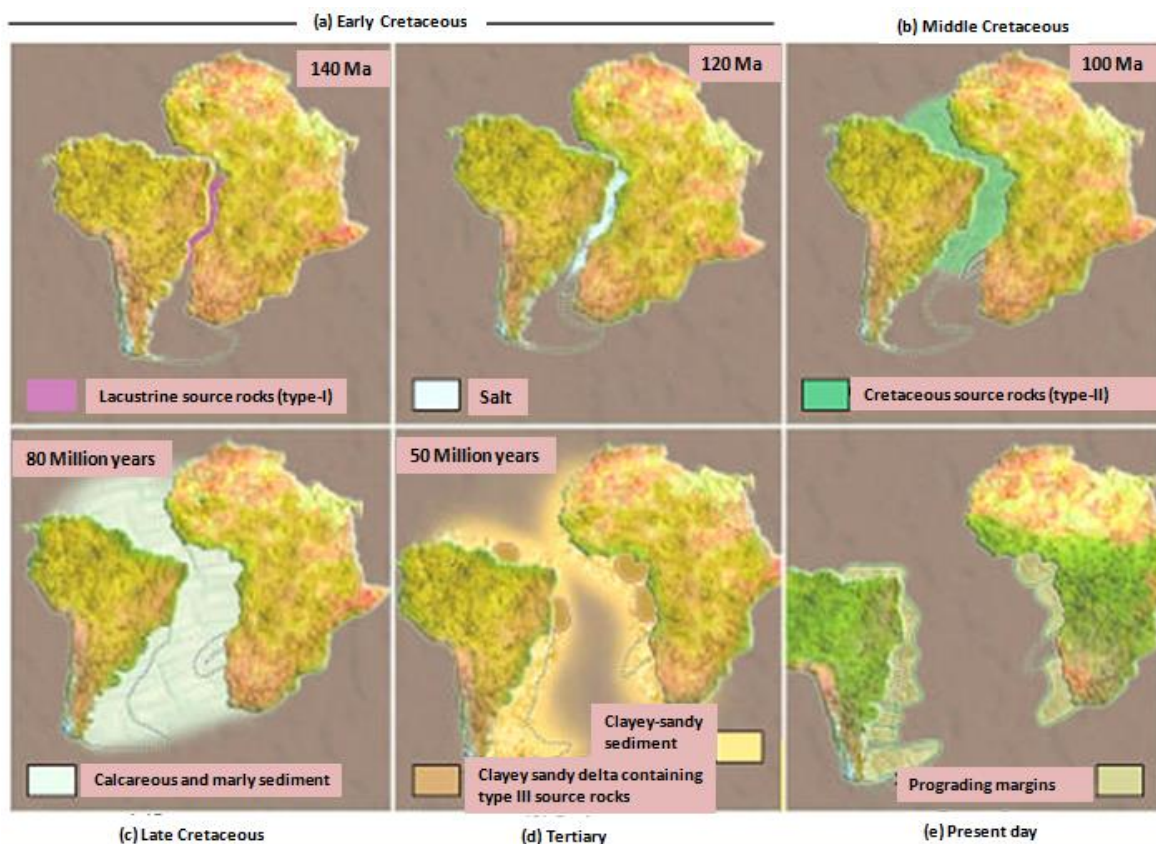 (a) Early Cretaceous
(b) Middle Cretaceous
140 Ma
120 Ma
100 Ma
Lacustrine source rocks (type-I)
Salt
Cretaceous source rocks (type-II)
80 Million years
50 Million years
Clayey-sandy
sediment
Calcareous and marly sediment
Clayey sandy delta containing
type III source rocks
Prograding margins
(c) Late Cretaceous
(d) Tertiary
(e) Present day